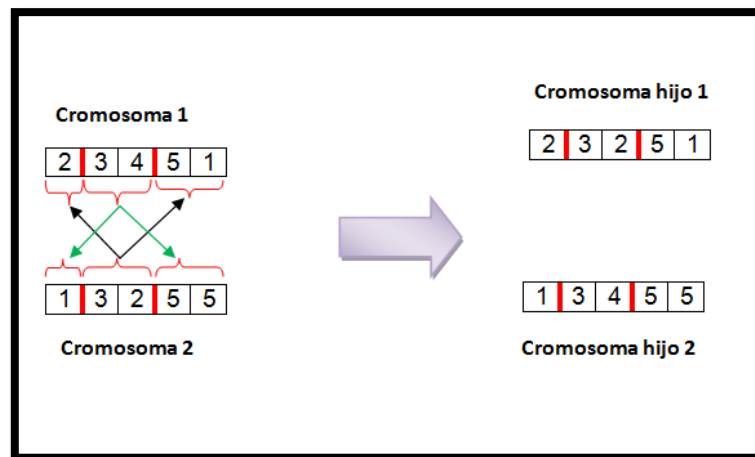 Cromosoma 1
2 3 4 5 1
1 3 2 5 5
Cromosoma 2
Cromosoma hijo 1
2 3 2 5 1
1 3 4 5 5
Cromosoma hijo 2